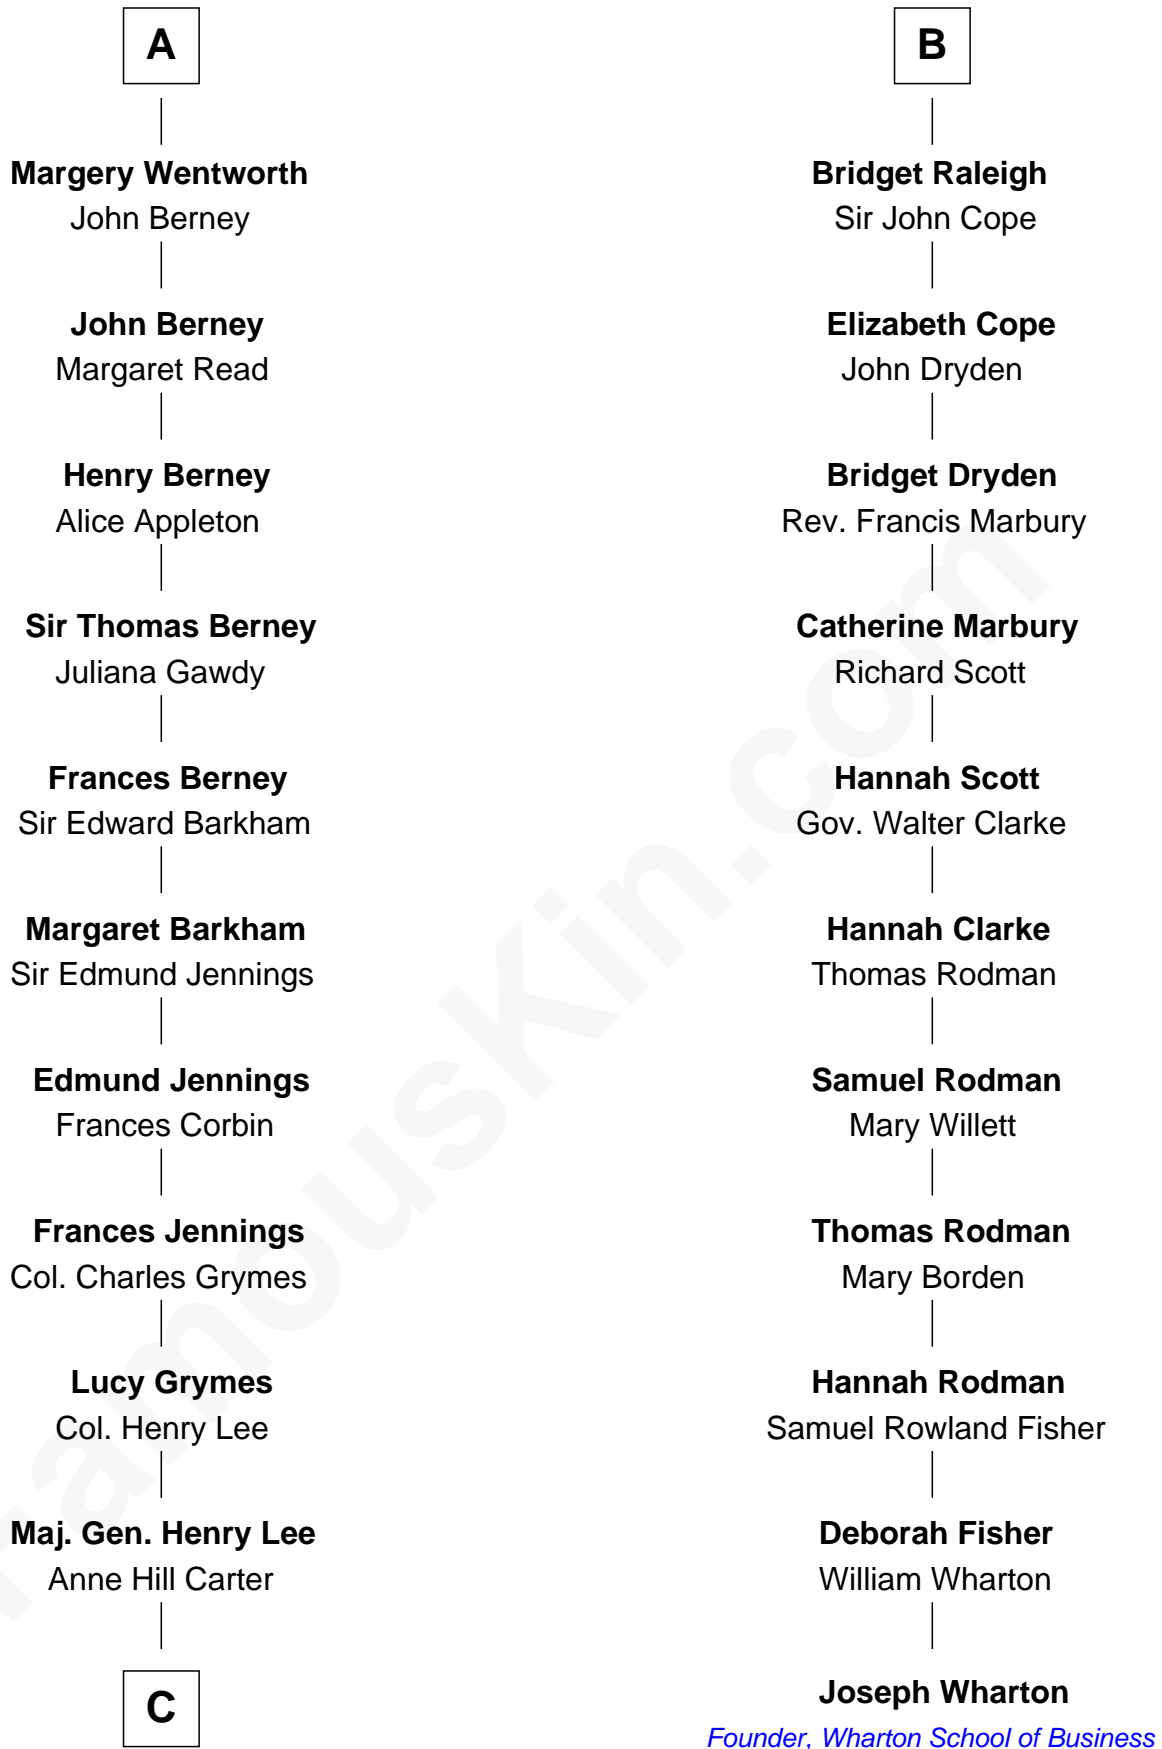 A
Margery Wentworth
John Berney
John Berney
Margaret Read
Henry Berney
Alice Appleton
Sir Thomas Berney
Juliana Gawdy
Frances Berney
Sir Edward Barkham
Margaret Barkham
Sir Edmund Jennings
Edmund Jennings
Frances Corbin
Frances Jennings
Col. Charles Grymes
Lucy Grymes
Col. Henry Lee
Maj. Gen. Henry Lee
Anne Hill Carter
C
B
Bridget Raleigh
Sir John Cope
Elizabeth Cope
John Dryden
Bridget Dryden
Rev. Francis Marbury
Catherine Marbury
Richard Scott
Hannah Scott
Gov. Walter Clarke
Hannah Clarke
Thomas Rodman
Samuel Rodman
Mary Willett
Thomas Rodman
Mary Borden
Hannah Rodman
Samuel Rowland Fisher
Deborah Fisher
William Wharton
Joseph Wharton
Founder, Wharton School of Business
FamousKin.com